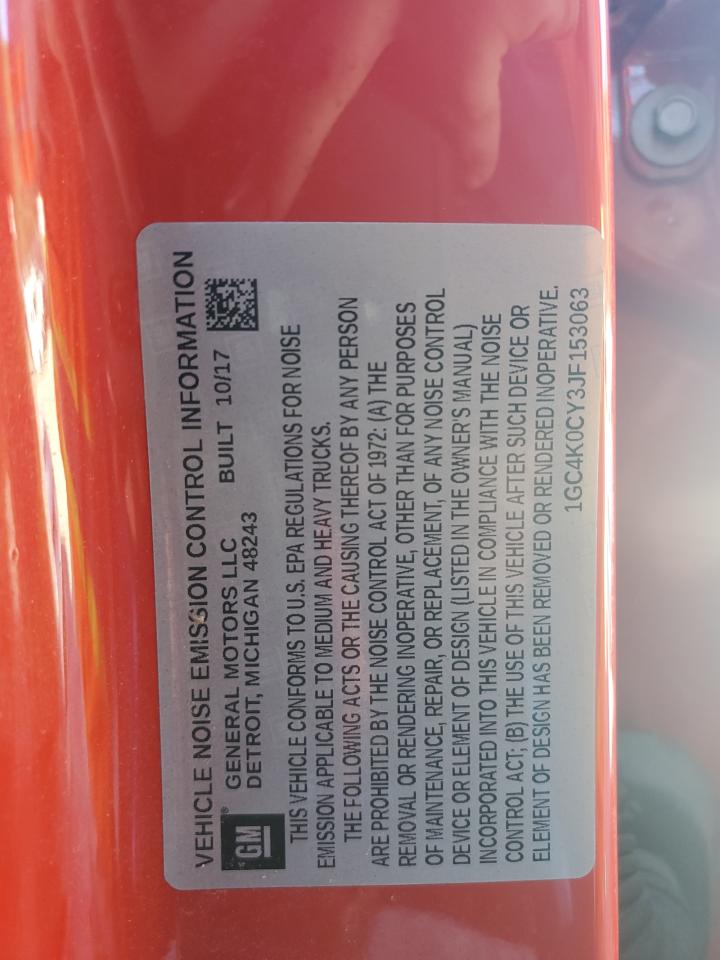 VEHICLE NOISE EMISSION CONTROL INFORMATION
GM®
GENERAL MOTORS LLC BUILT 10/17
DETROIT, MICHIGAN 48243
THIS VEHICLE CONFORMS TO U.S. EPA REGULATIONS FOR NOISE
EMISSION APPLICABLE TO MEDIUM AND HEAVY TRUCKS.
THE FOLLOWING ACTS OR THE CAUSING THEREOF BY ANY PERSON
ARE PROHIBITED BY THE NOISE CONTROL ACT OF 1972: (A) THE
REMOVAL OR RENDERING INOPERATIVE, OTHER THAN FOR PURPOSES
OF MAINTENANCE, REPAIR, OR REPLACEMENT, OF ANY NOISE CONTROL
DEVICE OR ELEMENT OF DESIGN (LISTED IN THE OWNER'S MANUAL)
INCORPORATED INTO THIS VEHICLE IN COMPLIANCE WITH THE NOISE
CONTROL ACT; (B) THE USE OF THIS VEHICLE AFTER SUCH DEVICE OR
ELEMENT OF DESIGN HAS BEEN REMOVED OR RENDERED INOPERATIVE.
1GC4K0CY3JF153063